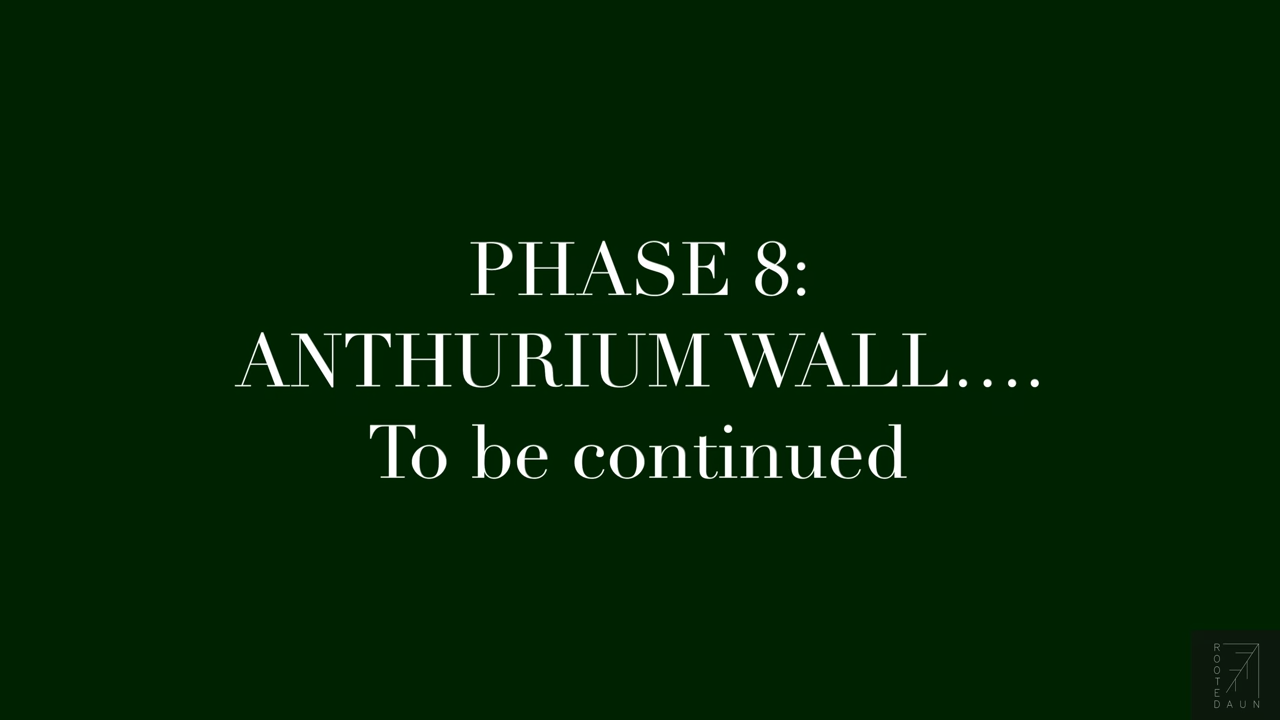 PHASE 8:
ANTHURIUM WALL....
To be continued
ROOTED
DAUN